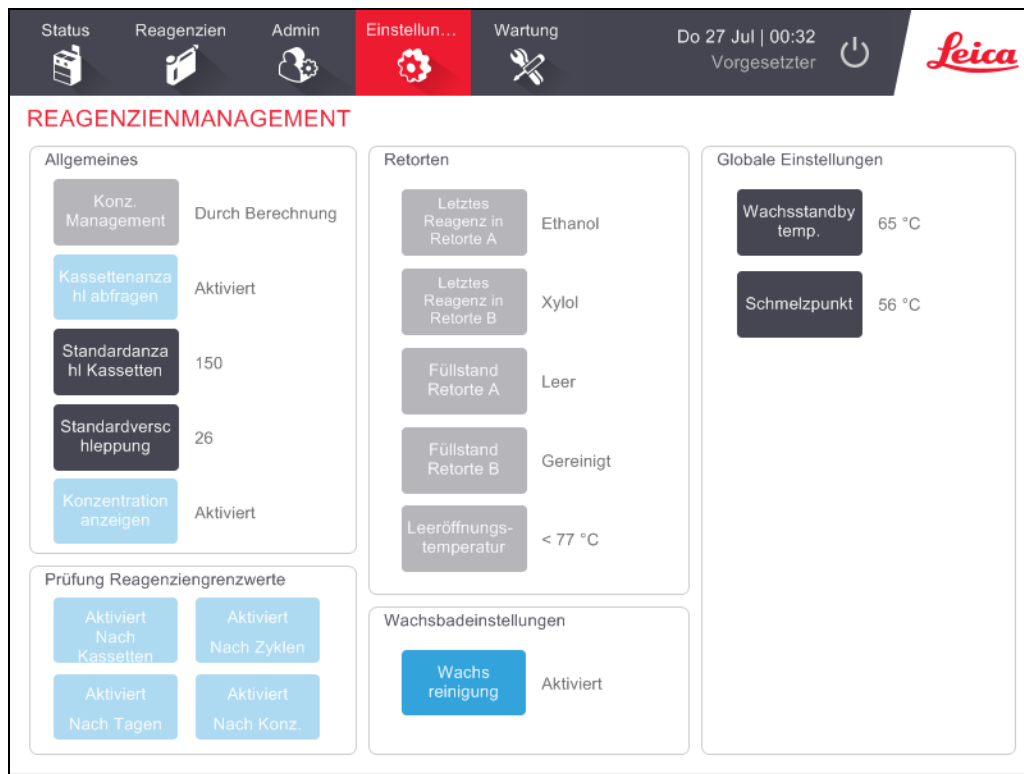 Status
Reagenzien
Admin
Einstellun...
Wartung
Do 27 Jul | 00:32
Vorgesetzter
Leica
REAGENZIENMANAGEMENT
Allgemeines
Konz.
Management
Durch Berechnung
Kassettenanza
hl abfragen
Aktiviert
Standardanza
hl Kassetten
150
Standardversc
hleppung
26
Konzentration
anzeigen
Aktiviert
Prüfung Reagenziengrenzwerte
Aktiviert
Nach
Kassetten
Aktiviert
Nach Zyklen
Aktiviert
Nach Tagen
Aktiviert
Nach Konz.
Retorten
Letztes
Reagenz in
Retorte A
Ethanol
Letztes
Reagenz in
Retorte B
Xylol
Füllstand
Retorte A
Leer
Füllstand
Retorte B
Gereinigt
Leeröffnungs-
temperatur
< 77 °C
Wachsbadeinstellungen
Wachs
reinigung
Aktiviert
Globale Einstellungen
Wachsstandby
temp.
65 °C
Schmelzpunkt
56 °C